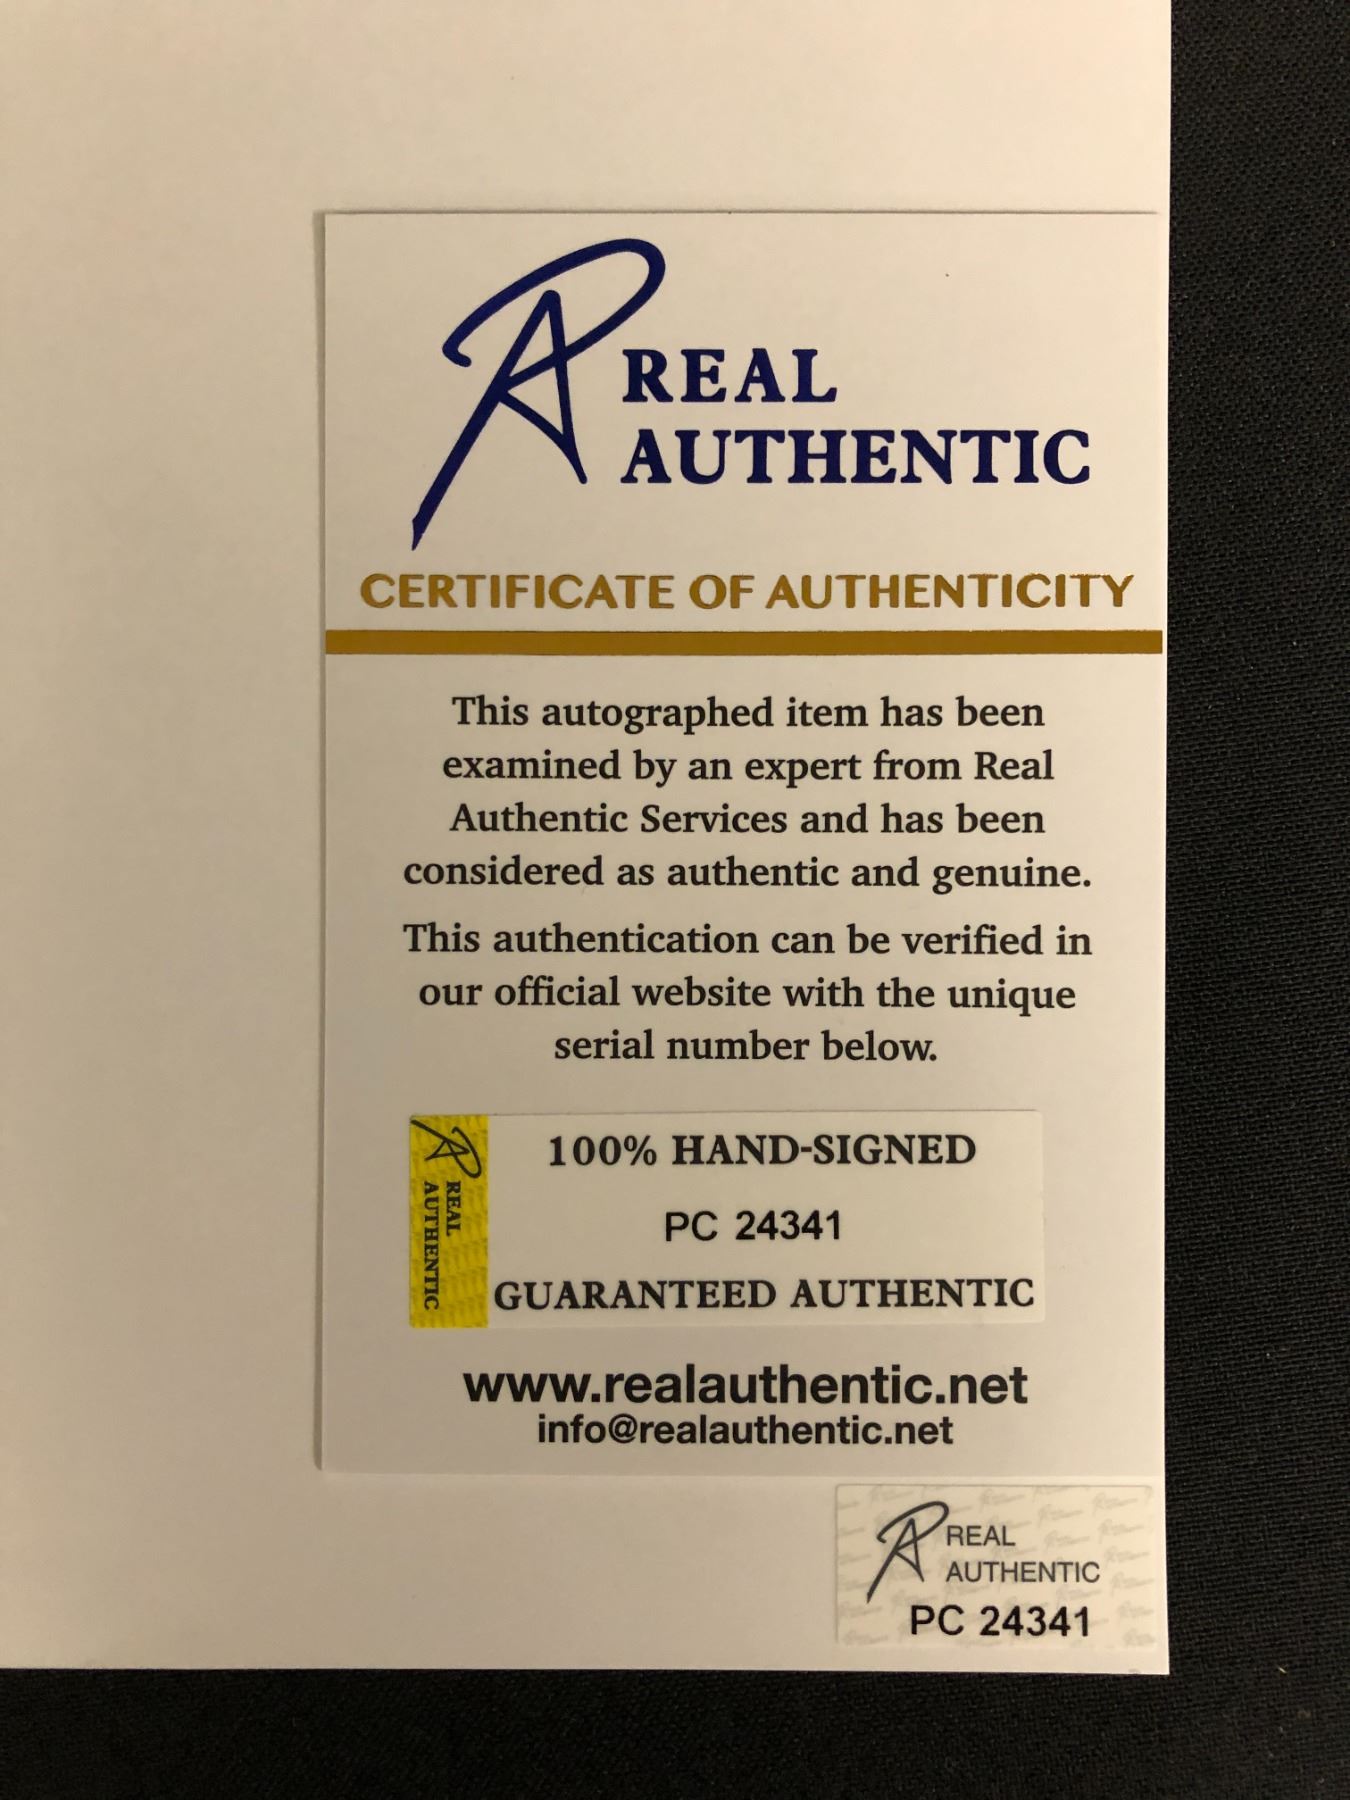 REAL
AUTHENTIC
CERTIFICATE OF AUTHENTICITY
This autographed item has been
examined by an expert from Real
Authentic Services and has been
considered as authentic and genuine.
This authentication can be verified in
our official website with the unique
serial number below.
REAL
AUTHENTIC
100% HAND-SIGNED
PC 24341
GUARANTEED AUTHENTIC
www.realauthentic.net
info@realauthentic.net
REAL
AUTHENTIC
PC 24341